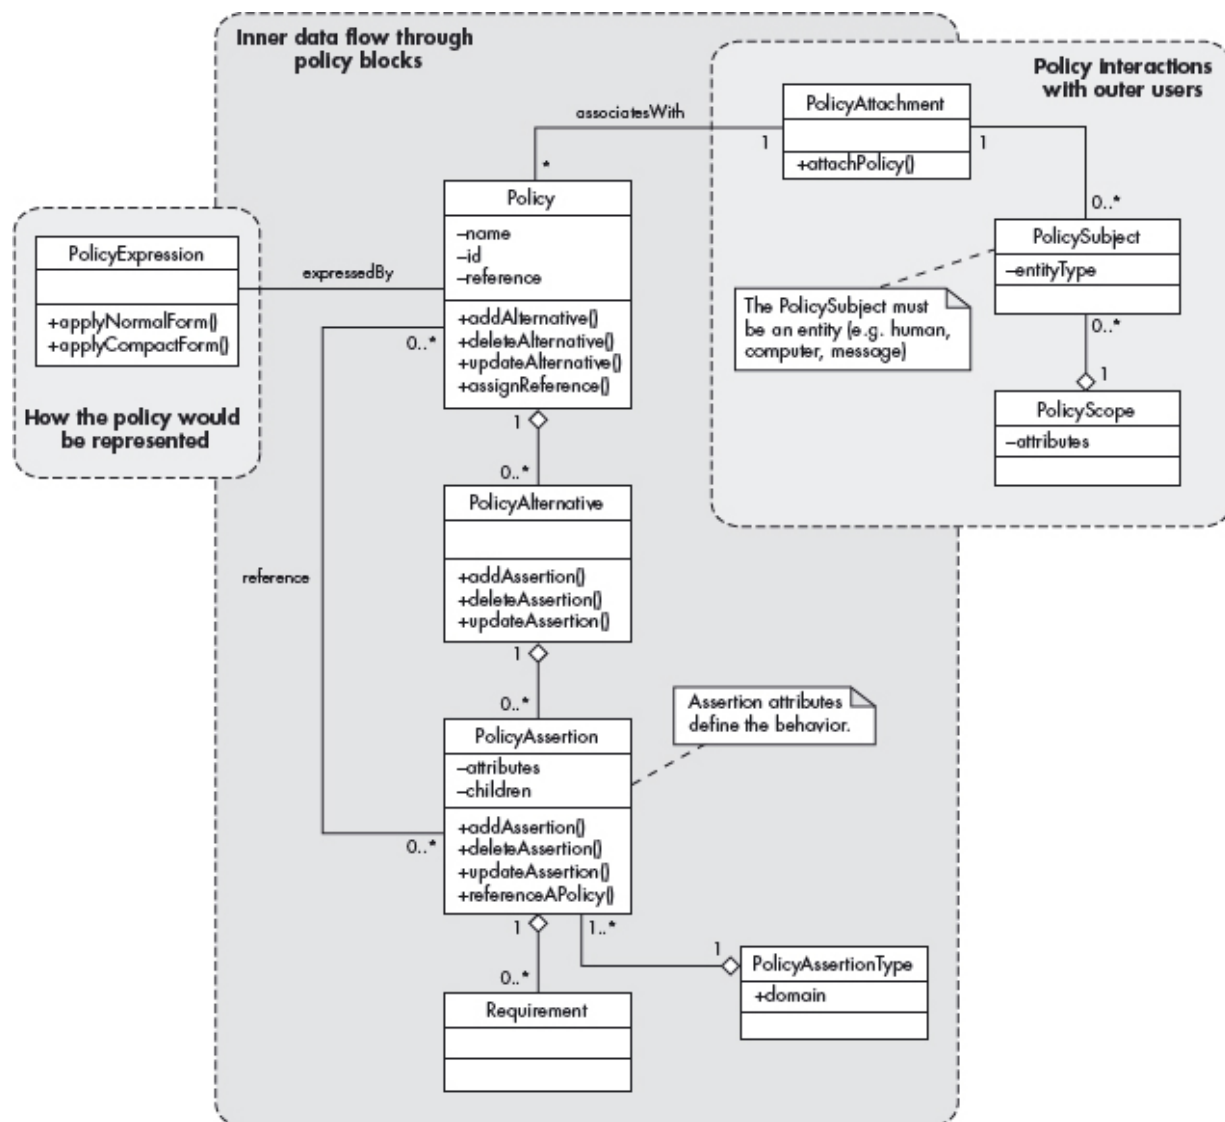 Inner data flow through
policy blocks
Policy interactions
with outer users
associatesWith
1
*
PolicyAttachment
+attachPolicy()
1
0..*
PolicySubject
–entityType
0..*
The PolicySubject must
be an entity (e.g. human,
computer, message)
1
PolicyScope
–attributes
PolicyExpression
+applyNormalForm()
+applyCompactForm()
How the policy would
be represented
expressedBy
Policy
–name
–id
–reference
+addAlternative()
+deleteAlternative()
+updateAlternative()
+assignReference()
0..*
1
0..*
PolicyAlternative
+addAssertion()
+deleteAssertion()
+updateAssertion()
reference
1
0..*
Assertion attributes
define the behavior.
PolicyAssertion
–attributes
–children
+addAssertion()
+deleteAssertion()
+updateAssertion()
+referenceAPolicy()
0..*
1
1..*
0..*
1
PolicyAssertionType
+domain
Requirement